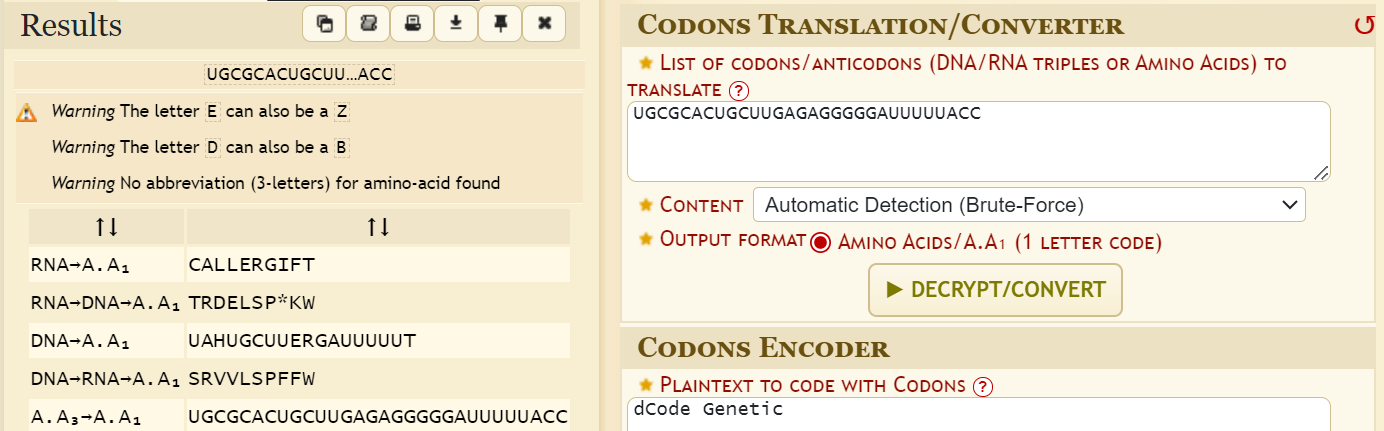 Results
UGCGCACUGCUU…ACC
Warning The letter E can also be a Z
Warning The letter D can also be a B
Warning No abbreviation (3-letters) for amino-acid found
↑↓ ↑↓
RNA→A.A₁ CALLERGIFT
RNA→DNA→A.A₁ TRDELSP*KW
DNA→A.A₁ UAHUGCUUERGAUUUUUT
DNA→RNA→A.A₁ SRVVLSPFFW
A.A₃→A.A₁ UGCGCACUGCUUGAGAGGGGGAUUUUUACC
Codons Translation/Converter
★ List of codons/anticodons (DNA/RNA triples or Amino Acids) to
translate ?
UGCGCACUGCUUGAGAGGGGGAUUUUUACC
★ Content Automatic Detection (Brute-Force)
★ Output format Amino Acids/A.A₁ (1 letter code)
► DECRYPT/CONVERT
Codons Encoder
★ Plaintext to code with Codons ?
dCode Genetic